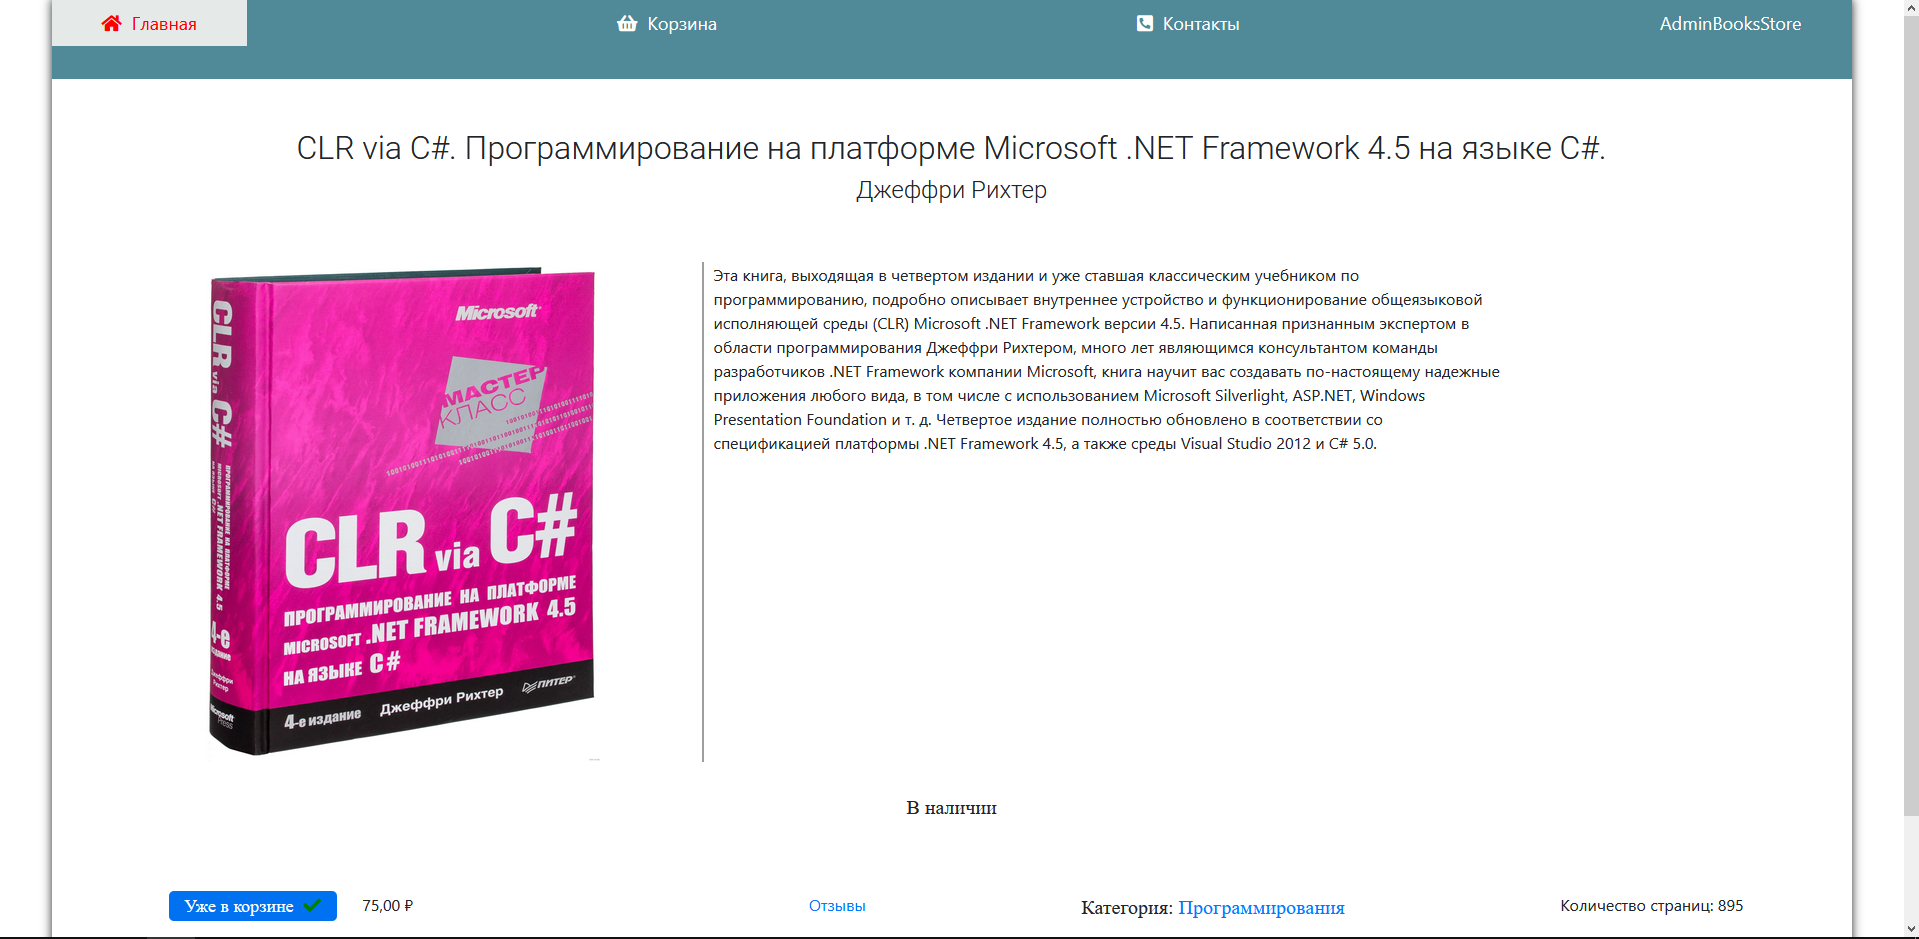 Главная
Корзина
Контакты
AdminBooksStore
CLR via C#. Программирование на платформе Microsoft .NET Framework 4.5 на языке C#.
Джеффри Рихтер
CLR via C#
ПРОГРАММИРОВАНИЕ НА ПЛАТФОРМЕ
MICROSOFT .NET FRAMEWORK 4.5
НА ЯЗЫКЕ C#
4-е
издание
Джеффри
Рихтер
Microsoft
Press
Microsoft
МАСТЕР
КЛАСС
CLR via C#
ПРОГРАММИРОВАНИЕ НА ПЛАТФОРМЕ
MICROSOFT .NET FRAMEWORK 4.5
НА ЯЗЫКЕ C#
4-е издание Джеффри Рихтер ПИТЕР
Эта книга, выходящая в четвертом издании и уже ставшая классическим учебником по
программированию, подробно описывает внутреннее устройство и функционирование общеязыковой
исполняющей среды (CLR) Microsoft .NET Framework версии 4.5. Написанная признанным экспертом в
области программирования Джеффри Рихтером, много лет являющимся консультантом команды
разработчиков .NET Framework компании Microsoft, книга научит вас создавать по-настоящему надежные
приложения любого вида, в том числе с использованием Microsoft Silverlight, ASP.NET, Windows
Presentation Foundation и т. д. Четвертое издание полностью обновлено в соответствии со
спецификацией платформы .NET Framework 4.5, а также среды Visual Studio 2012 и C# 5.0.
В наличии
Уже в корзине
75,00 ₽
Отзывы
Категория: Программирования
Количество страниц: 895